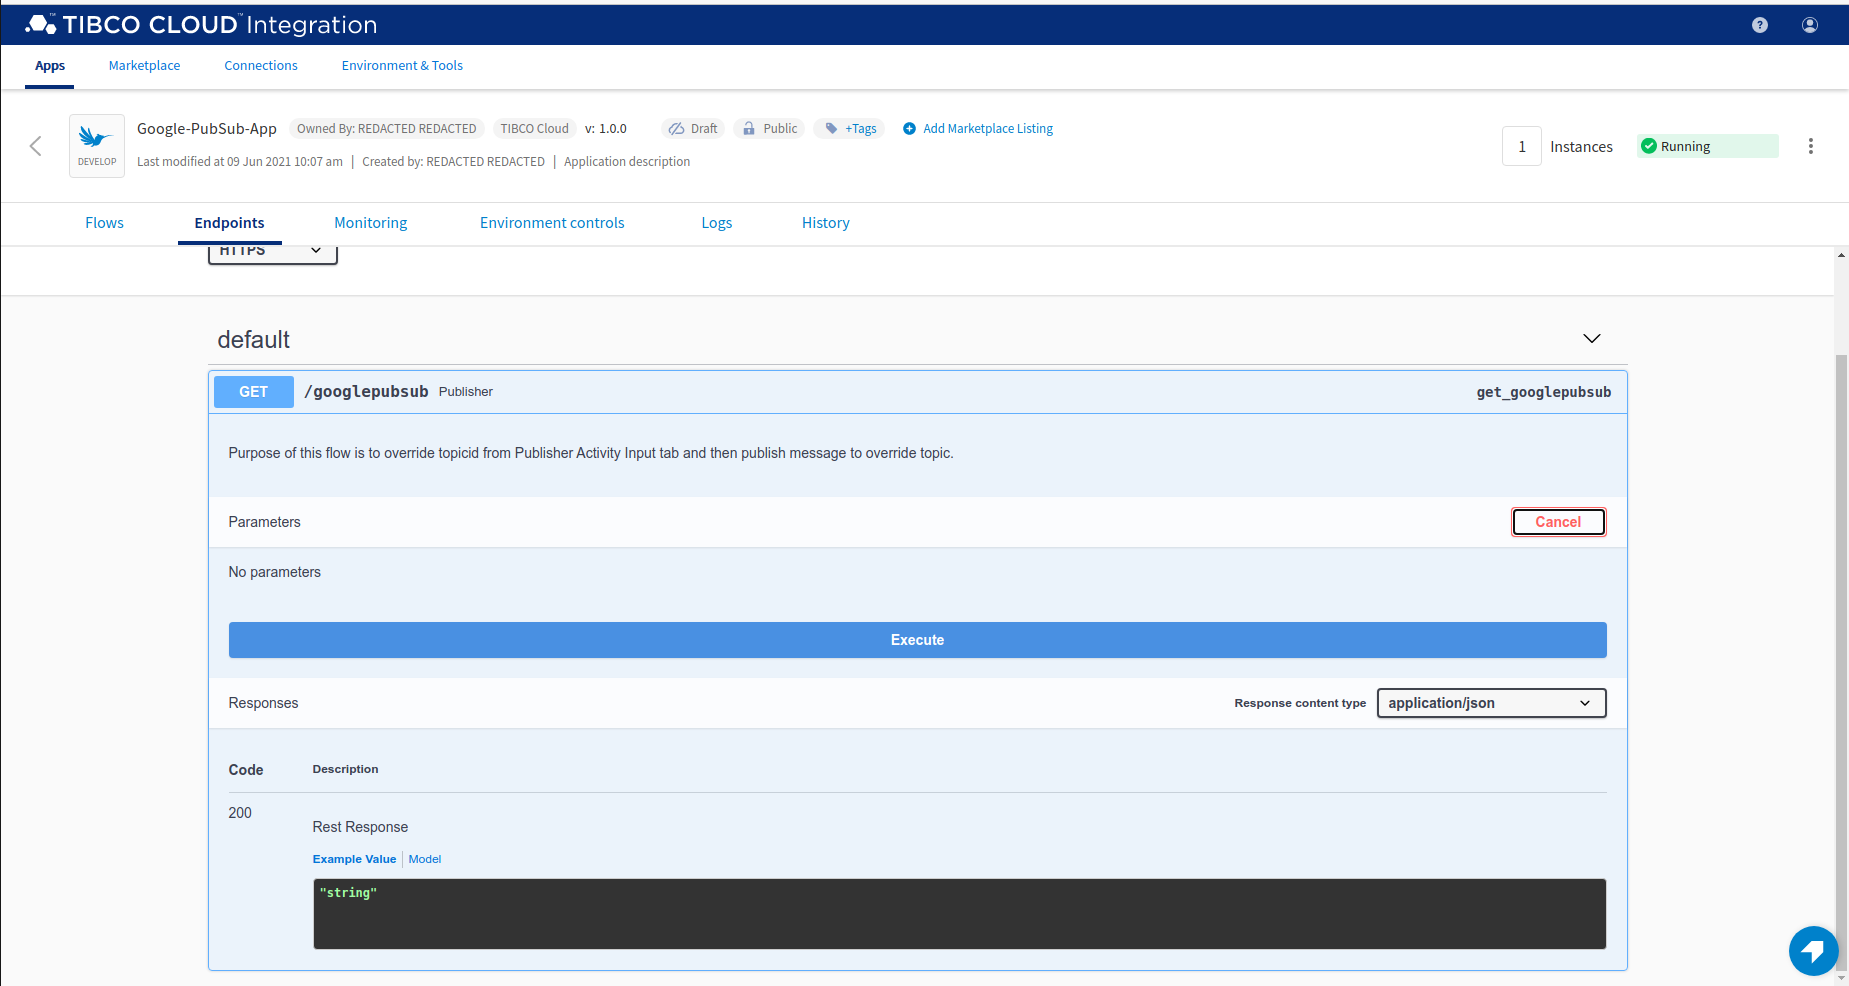 TIBCO CLOUD™ Integration
?
Apps Marketplace Connections Environment & Tools
DEVELOP
Google-PubSub-App Owned By: REDACTED REDACTED TIBCO Cloud v: 1.0.0 Draft Public +Tags Add Marketplace Listing
Last modified at 09 Jun 2021 10:07 am | Created by: REDACTED REDACTED | Application description
1 Instances Running
Flows Endpoints Monitoring Environment controls Logs History
HTTPS
default
GET /googlepubsub Publisher get_googlepubsub
Purpose of this flow is to override topicid from Publisher Activity Input tab and then publish message to override topic.
Parameters Cancel
No parameters
Execute
Responses Response content type application/json
Code Description
200
Rest Response
Example Value Model
"string"